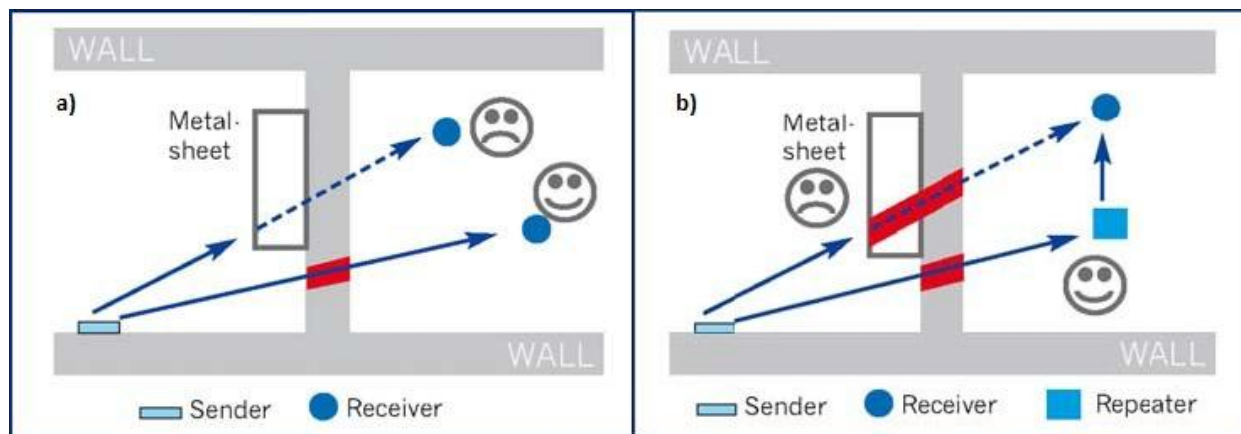 WALL
a)
Metal-
sheet
WALL
Sender
Receiver
WALL
b)
Metal-
sheet
WALL
Sender
Receiver
Repeater